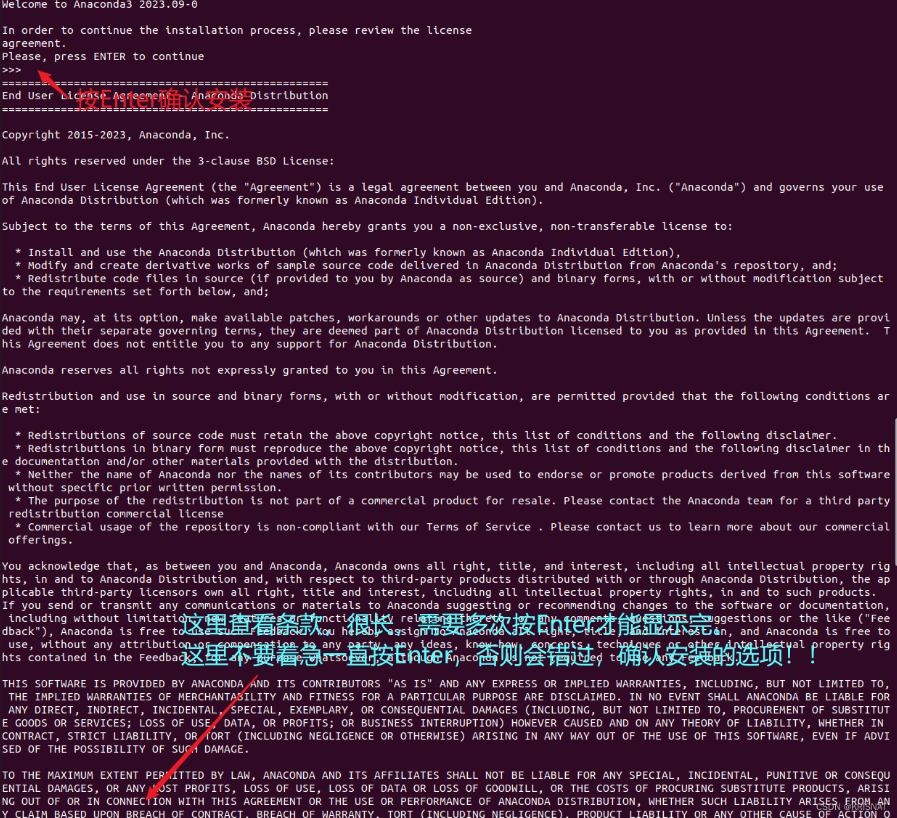 Welcome to Anaconda3 2023.09-0
In order to continue the installation process, please review the license
agreement.
Please, press ENTER to continue
>>>
按Enter确认安装
===================================================
End User License Agreement - Anaconda Distribution
===================================================
Copyright 2015-2023, Anaconda, Inc.
All rights reserved under the 3-clause BSD License:
This End User License Agreement (the "Agreement") is a legal agreement between you and Anaconda, Inc. ("Anaconda") and governs your use
of Anaconda Distribution (which was formerly known as Anaconda Individual Edition).
Subject to the terms of this Agreement, Anaconda hereby grants you a non-exclusive, non-transferable license to:
* Install and use the Anaconda Distribution (which was formerly known as Anaconda Individual Edition),
* Modify and create derivative works of sample source code delivered in Anaconda Distribution from Anaconda's repository, and;
* Redistribute code files in source (if provided to you by Anaconda as source) and binary forms, with or without modification subject
to the requirements set forth below, and;
Anaconda may, at its option, make available patches, workarounds or other updates to Anaconda Distribution. Unless the updates are provi
ded with their separate governing terms, they are deemed part of Anaconda Distribution licensed to you as provided in this Agreement.  T
his Agreement does not entitle you to any support for Anaconda Distribution.
Anaconda reserves all rights not expressly granted to you in this Agreement.
Redistribution and use in source and binary forms, with or without modification, are permitted provided that the following conditions ar
e met:
* Redistributions of source code must retain the above copyright notice, this list of conditions and the following disclaimer.
* Redistributions in binary form must reproduce the above copyright notice, this list of conditions and the following disclaimer in th
e documentation and/or other materials provided with the distribution.
* Neither the name of Anaconda nor the names of its contributors may be used to endorse or promote products derived from this software
without specific prior written permission.
* The purpose of the redistribution is not part of a commercial product for resale. Please contact the Anaconda team for a third party
redistribution commercial license
* Commercial usage of the repository is non-compliant with our Terms of Service . Please contact us to learn more about our commercial
offerings.
You acknowledge that, as between you and Anaconda, Anaconda owns all right, title, and interest, including all intellectual property rig
hts, in and to Anaconda Distribution and, with respect to third-party products distributed with or through Anaconda Distribution, the ap
plicable third-party licensors own all right, title and interest, including all intellectual property rights, in and to such products.
If you send or transmit any communications or materials to Anaconda suggesting or recommending changes to the software or documentation,
including without limitation, suggestions or the like ("Fee
这里查看条款，很长，需要多次按Enter才能显示完；
dback"), Anaconda is free to and Anaconda is free to
use, without any attribution or intellectual property rig
这里不要着急一直按Enter，否则会错过，确认安装的选项！！
hts contained in the Feedback
THIS SOFTWARE IS PROVIDED BY ANACONDA AND ITS CONTRIBUTORS "AS IS" AND ANY EXPRESS OR IMPLIED WARRANTIES, INCLUDING, BUT NOT LIMITED TO,
THE IMPLIED WARRANTIES OF MERCHANTABILITY AND FITNESS FOR A PARTICULAR PURPOSE ARE DISCLAIMED. IN NO EVENT SHALL ANACONDA BE LIABLE FOR
ANY DIRECT, INDIRECT, INCIDENTAL, SPECIAL, EXEMPLARY, OR CONSEQUENTIAL DAMAGES (INCLUDING, BUT NOT LIMITED TO, PROCUREMENT OF SUBSTITUT
E GOODS OR SERVICES; LOSS OF USE, DATA, OR PROFITS; OR BUSINESS INTERRUPTION) HOWEVER CAUSED AND ON ANY THEORY OF LIABILITY, WHETHER IN
CONTRACT, STRICT LIABILITY, OR TORT (INCLUDING NEGLIGENCE OR OTHERWISE) ARISING IN ANY WAY OUT OF THE USE OF THIS SOFTWARE, EVEN IF ADVI
SED OF THE POSSIBILITY OF SUCH DAMAGE.
TO THE MAXIMUM EXTENT PERMITTED BY LAW, ANACONDA AND ITS AFFILIATES SHALL NOT BE LIABLE FOR ANY SPECIAL, INCIDENTAL, PUNITIVE OR CONSEQU
ENTIAL DAMAGES, OR ANY LOST PROFITS, LOSS OF USE, LOSS OF DATA OR LOSS OF GOODWILL, OR THE COSTS OF PROCURING SUBSTITUTE PRODUCTS, ARISI
NG OUT OF OR IN CONNECTION WITH THIS AGREEMENT OR THE USE OR PERFORMANCE OF ANACONDA DISTRIBUTION, WHETHER SUCH LIABILITY ARISES FROM AN
Y CLAIM BASED UPON BREACH OF CONTRACT, BREACH OF WARRANTY, TORT (INCLUDING NEGLIGENCE), PRODUCT LIABILITY OR ANY OTHER CAUSE OF ACTION O
CSDN @KRISNAT